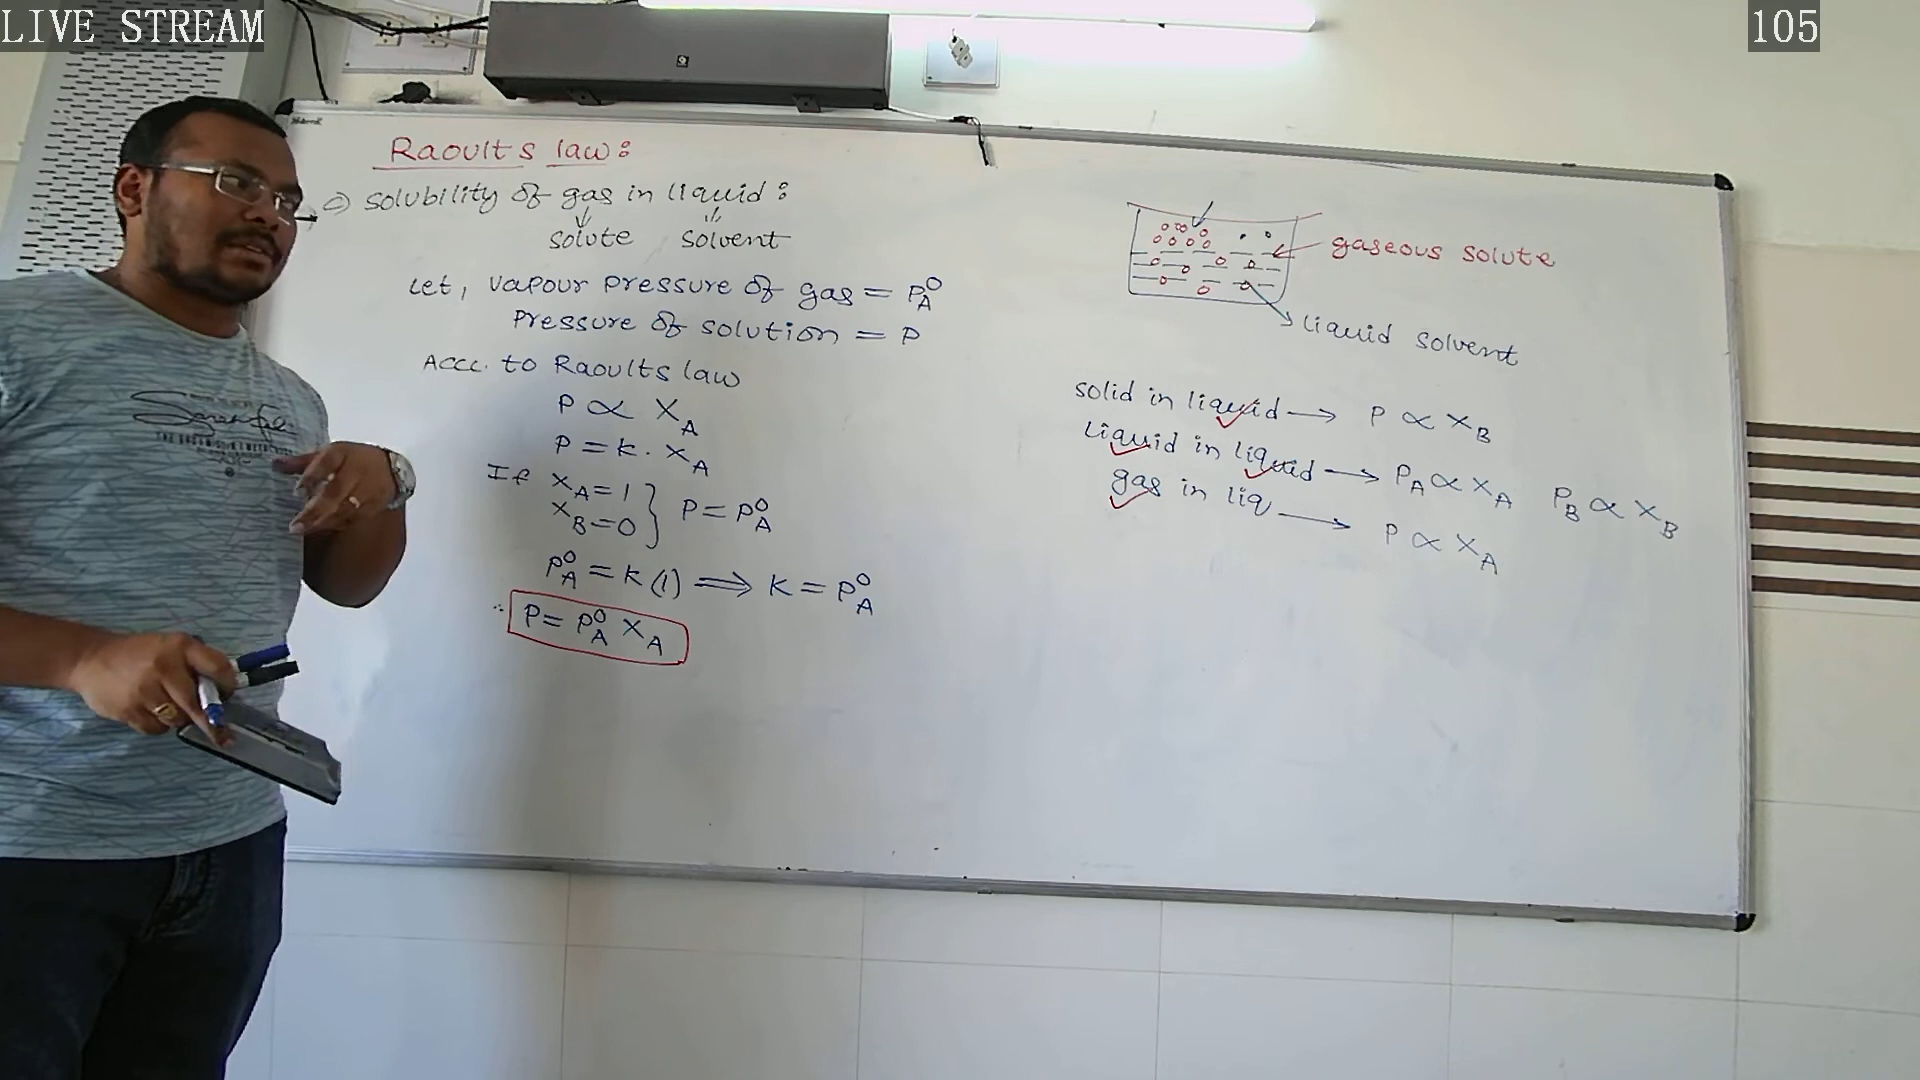 LIVE STREAM
105
Raoults law:
c) solubility of gas in liquid:
solute solvent
Let, vapour pressure of gas = P°A
Pressure of solution = P
Acc. to Raoults law
P ∝ XA
P = k. XA
If XA = 1
XB = 0 } P = P°A
P°A = k (1) ⟹ k = P°A
∴ P = P°A XA
gaseous solute
liquid solvent
solid in liquid → P ∝ XB
Liquid in liquid → PA ∝ XA PB ∝ XB
gas in liq → P ∝ XA